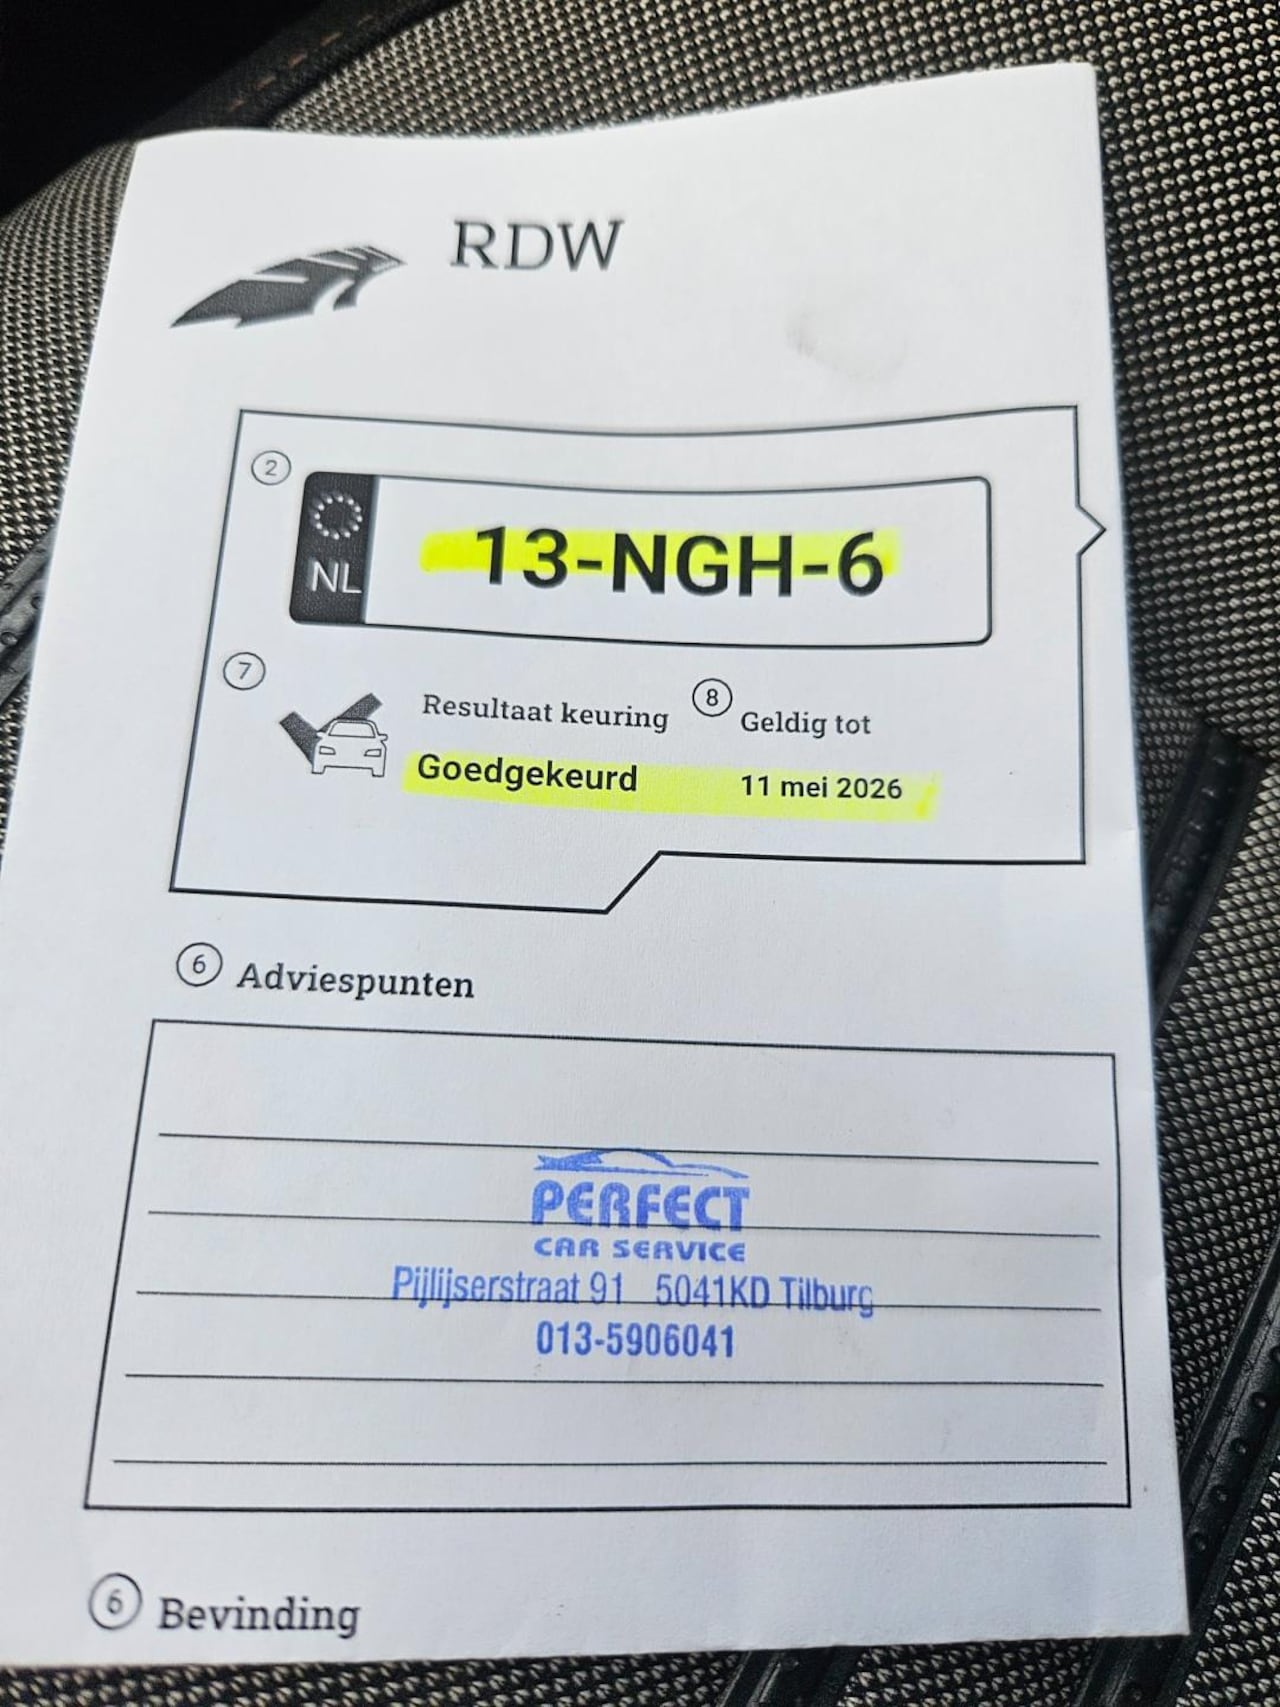 RDW
2
NL
13-NGH-6
7 Resultaat keuring 8 Geldig tot
Goedgekeurd 11 mei 2026
6 Adviespunten
PERFECT
CAR SERVICE
Pijlijserstraat 91 5041KD Tilburg
013-5906041
6 Bevinding